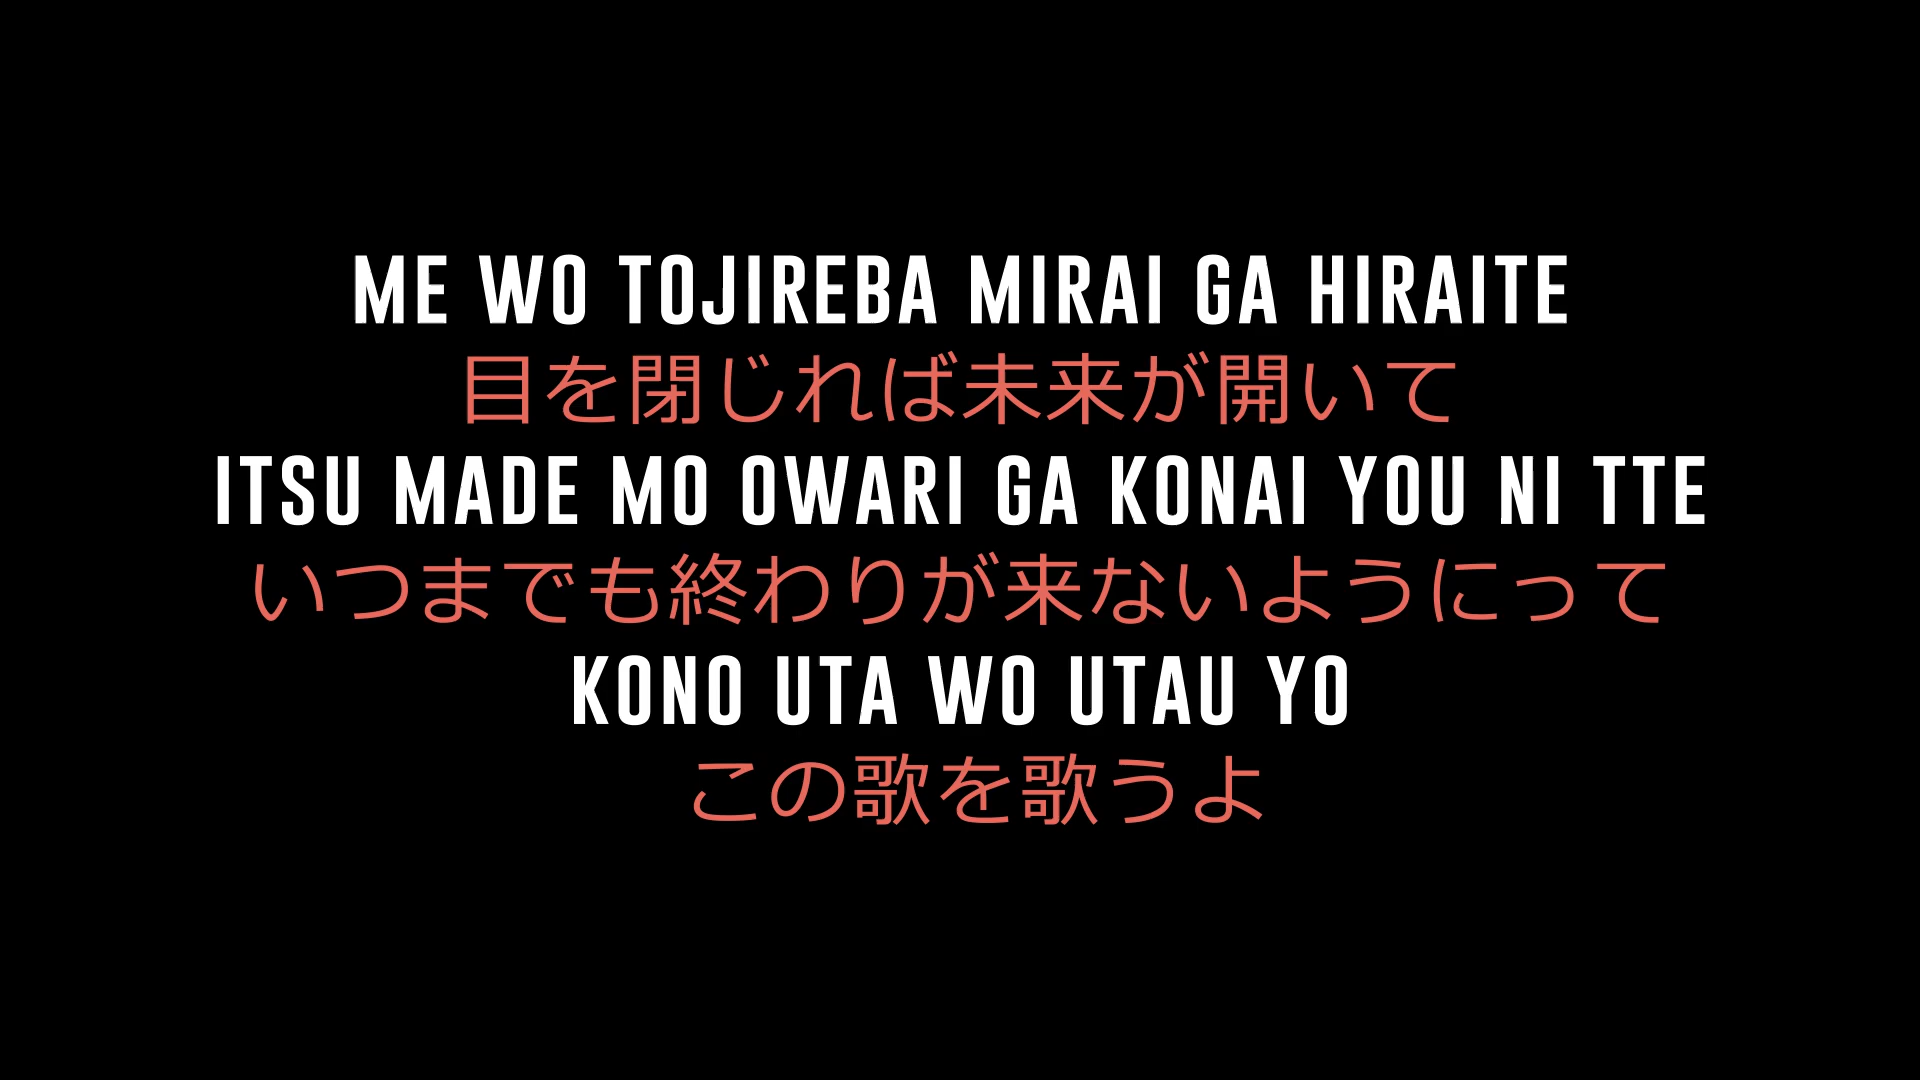 ME WO TOJIREBA MIRAI GA HIRAITE
目を閉じれば未来が開いて
ITSU MADE MO OWARI GA KONAI YOU NI TTE
いつまでも終わりが来ないようにって
KONO UTA WO UTAU YO
この歌を歌うよ